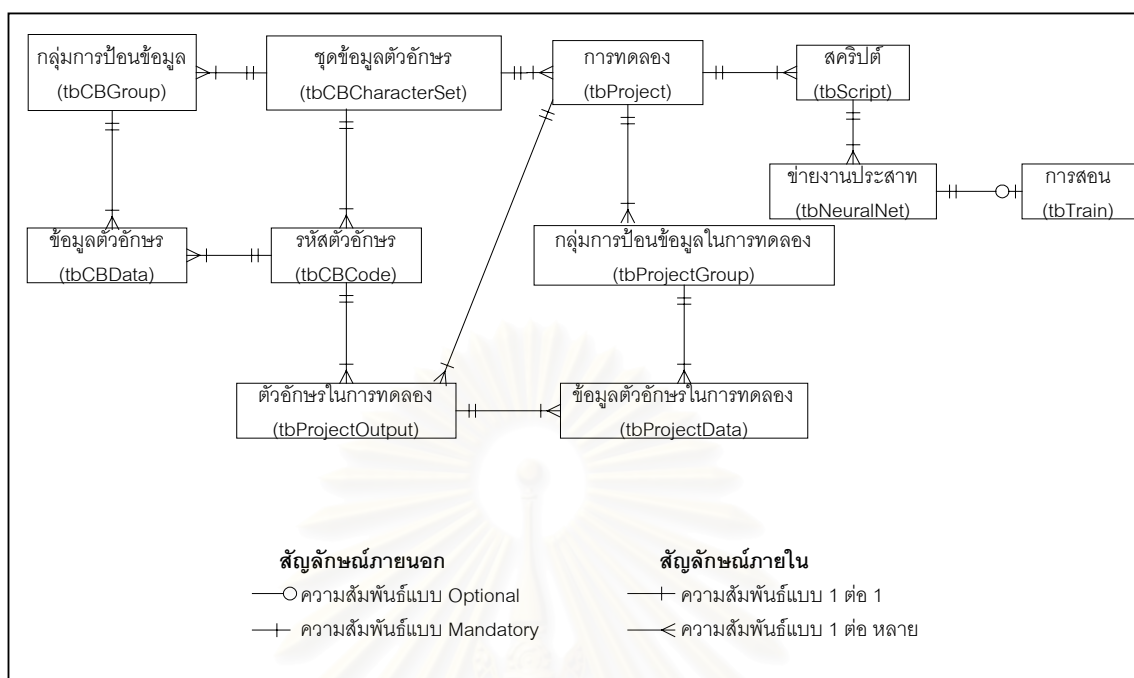 กลุ่มการป้อนข้อมูล
(tbCBGroup)
ชุดข้อมูลตัวอักษร
(tbCBCharacterSet)
การทดลอง
(tbProject)
สคริปต์
(tbScript)
ข่ายงานประสาท
(tbNeuralNet)
การสอน
(tbTrain)
ข้อมูลตัวอักษร
(tbCBData)
รหัสตัวอักษร
(tbCBCode)
กลุ่มการป้อนข้อมูลในการทดลอง
(tbProjectGroup)
ตัวอักษรในการทดลอง
(tbProjectOutput)
ข้อมูลตัวอักษรในการทดลอง
(tbProjectData)
สัญลักษณ์ภายนอก
ความสัมพันธ์แบบ Optional
ความสัมพันธ์แบบ Mandatory
สัญลักษณ์ภายใน
ความสัมพันธ์แบบ 1 ต่อ 1
ความสัมพันธ์แบบ 1 ต่อ หลาย